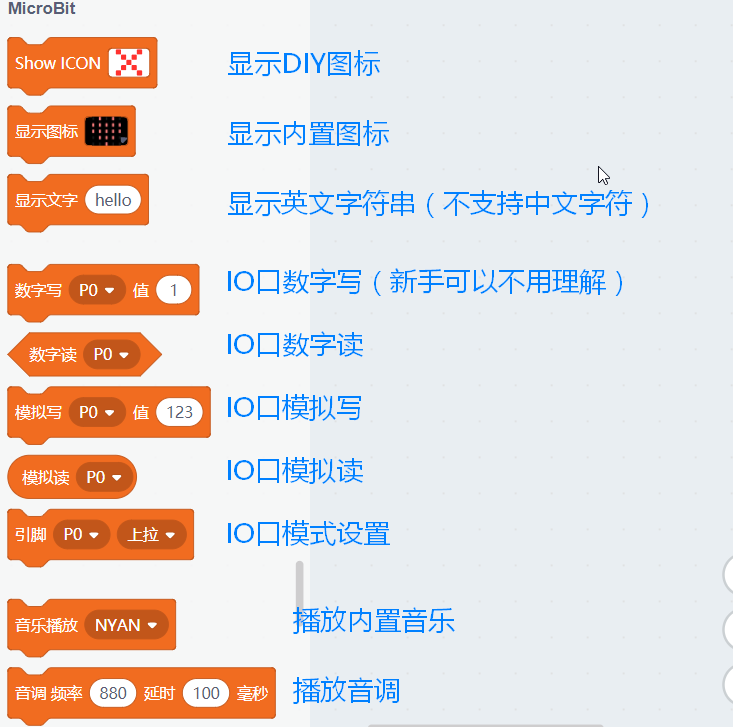 MicroBit
Show ICON 显示DIY图标
显示图标 显示内置图标
显示文字 hello 显示英文字符串（不支持中文字符）
数字写 P0 值 1 IO口数字写（新手可以不用理解）
数字读 P0 IO口数字读
模拟写 P0 值 123 IO口模拟写
模拟读 P0 IO口模拟读
引脚 P0 上拉 IO口模式设置
音乐播放 NYAN 播放内置音乐
音调 频率 880 延时 100 毫秒 播放音调